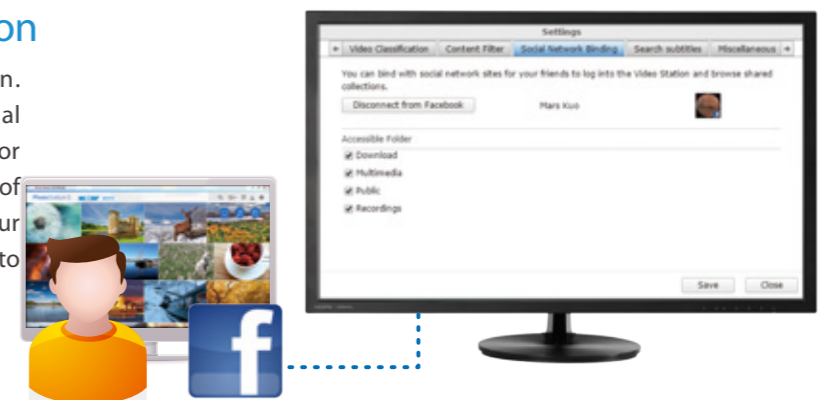 on
n.
al
or
of
ur
to
Settings
Video Classification Content Filter Social Network Binding Search subtitles Miscellaneous
You can bind with social network sites for your friends to log into the Video Station and browse shared
collections.
Disconnect from Facebook Mars Kuo
Accessible Folder
Download
Multimedia
Public
Recordings
Save Close
f